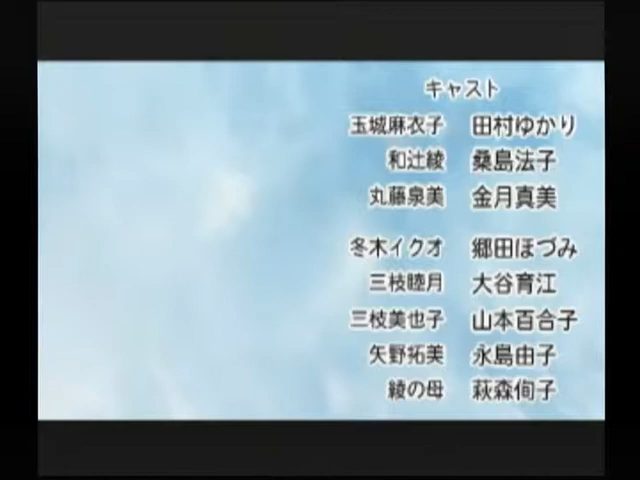 キャスト
玉城麻衣子 田村ゆかり
和辻綾 桑島法子
丸藤泉美 金月真美
冬木イクオ 郷田ほづみ
三枝睦月 大谷育江
三枝美也子 山本百合子
矢野拓美 永島由子
綾の母 萩森侚子